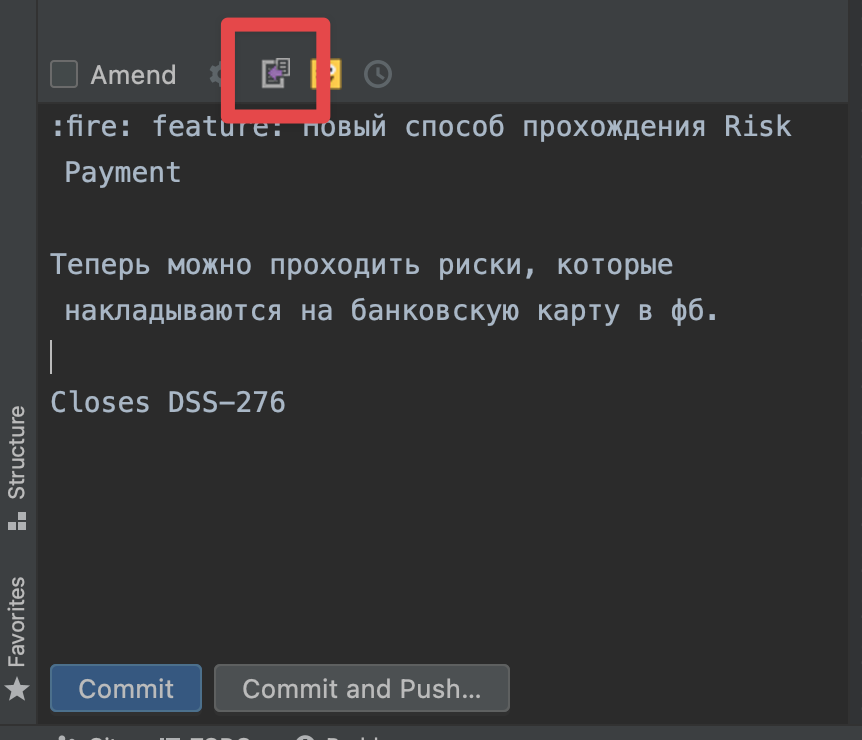 Amend
:fire: feature: Новый способ прохождения Risk
Payment
Теперь можно проходить риски, которые
накладываются на банковскую карту в фб.
Closes DSS-276
Structure
Favorites
Commit
Commit and Push...